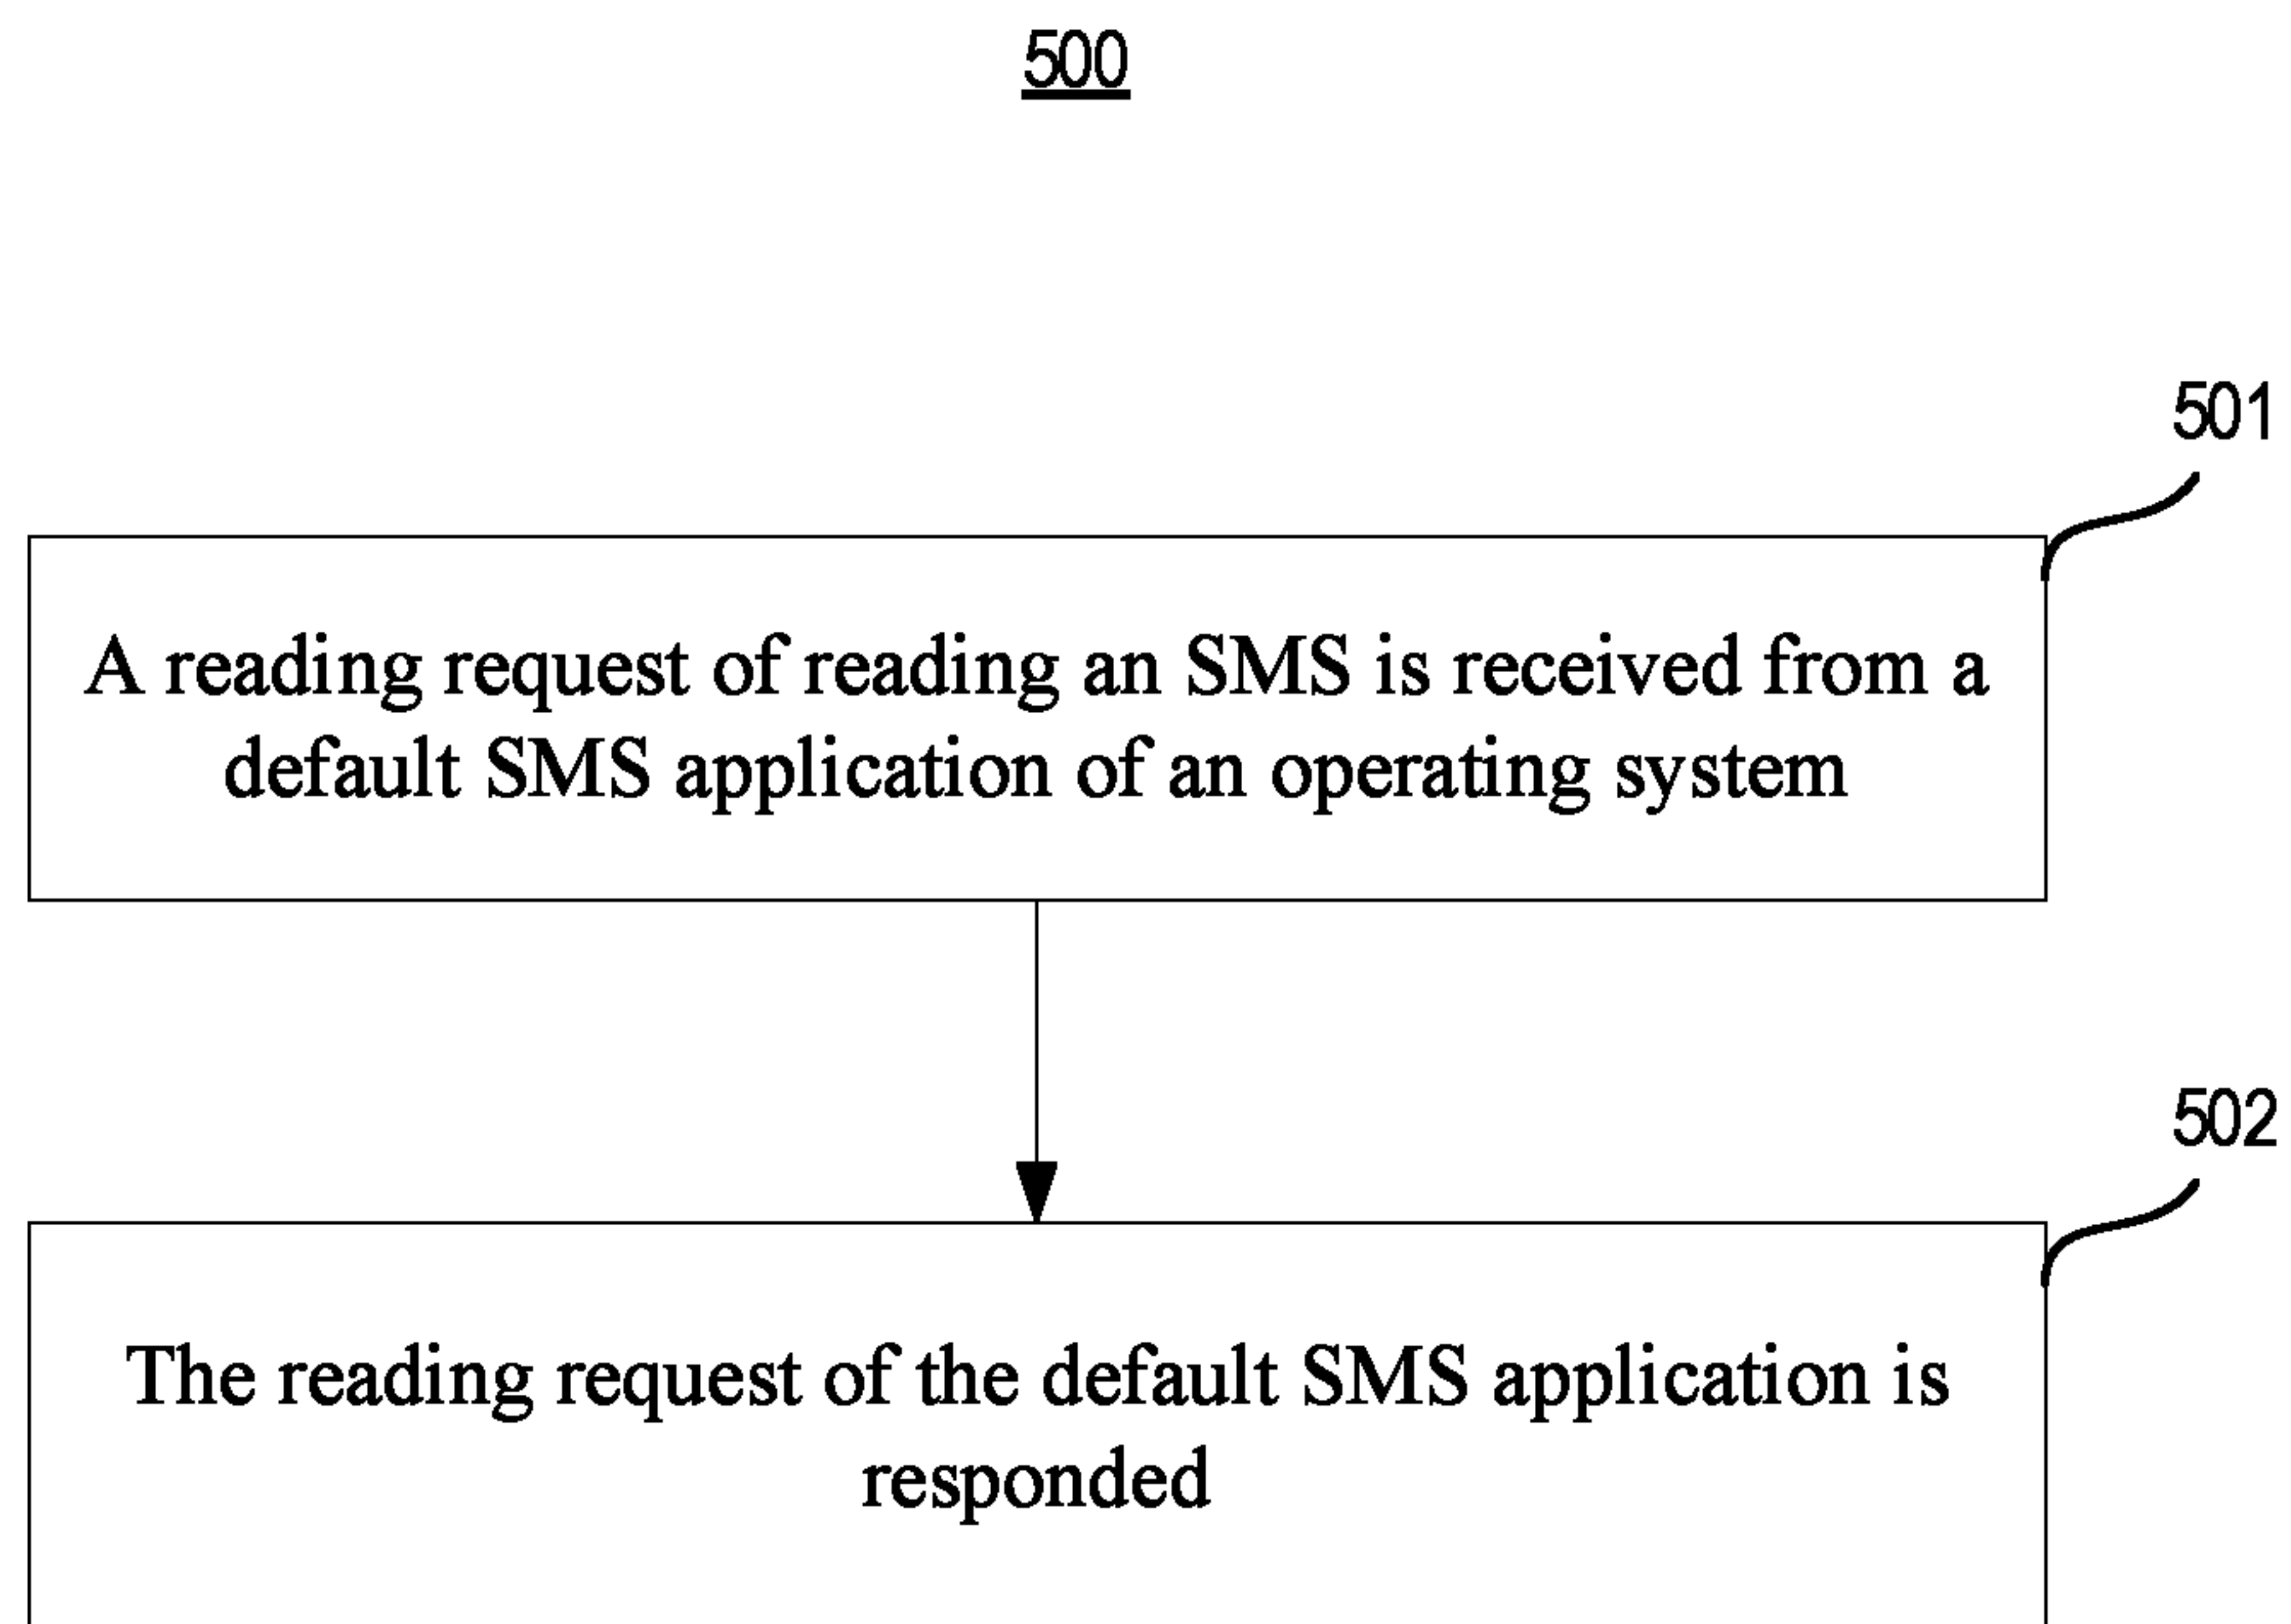 500
501
A reading request of reading an SMS is received from a
default SMS application of an operating system
502
The reading request of the default SMS application is
responded